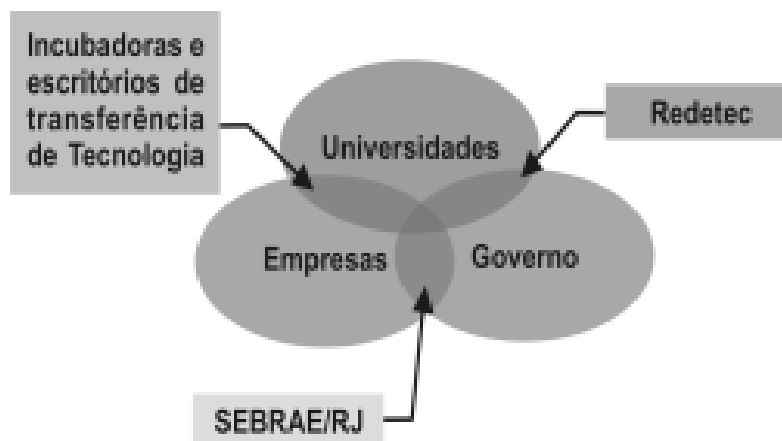 Incubadoras e
escritórios de
transferência
de Tecnologia
Redetec
Universidades
Empresas
Governo
SEBRAE/RJ